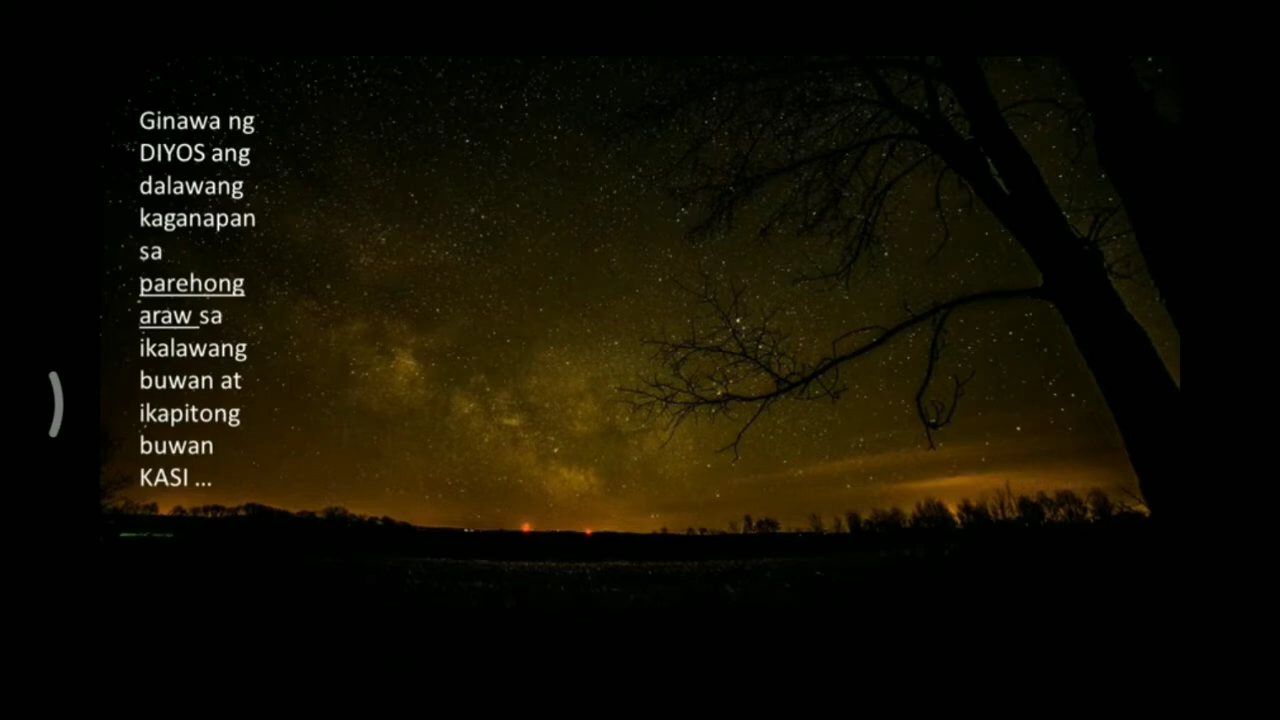 Ginawa ng
DIYOS ang
dalawang
kaganapan
sa
parehong
araw sa
ikalawang
buwan at
ikapitong
buwan
KASI ...